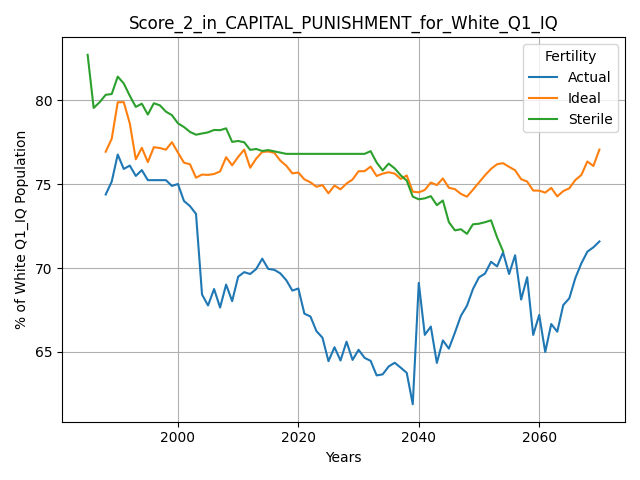 Score_2_in_CAPITAL_PUNISHMENT_for_White_Q1_IQ
Fertility
Actual
Ideal
Sterile
% of White Q1_IQ Population
80
75
70
65
2000
2020
2040
2060
Years